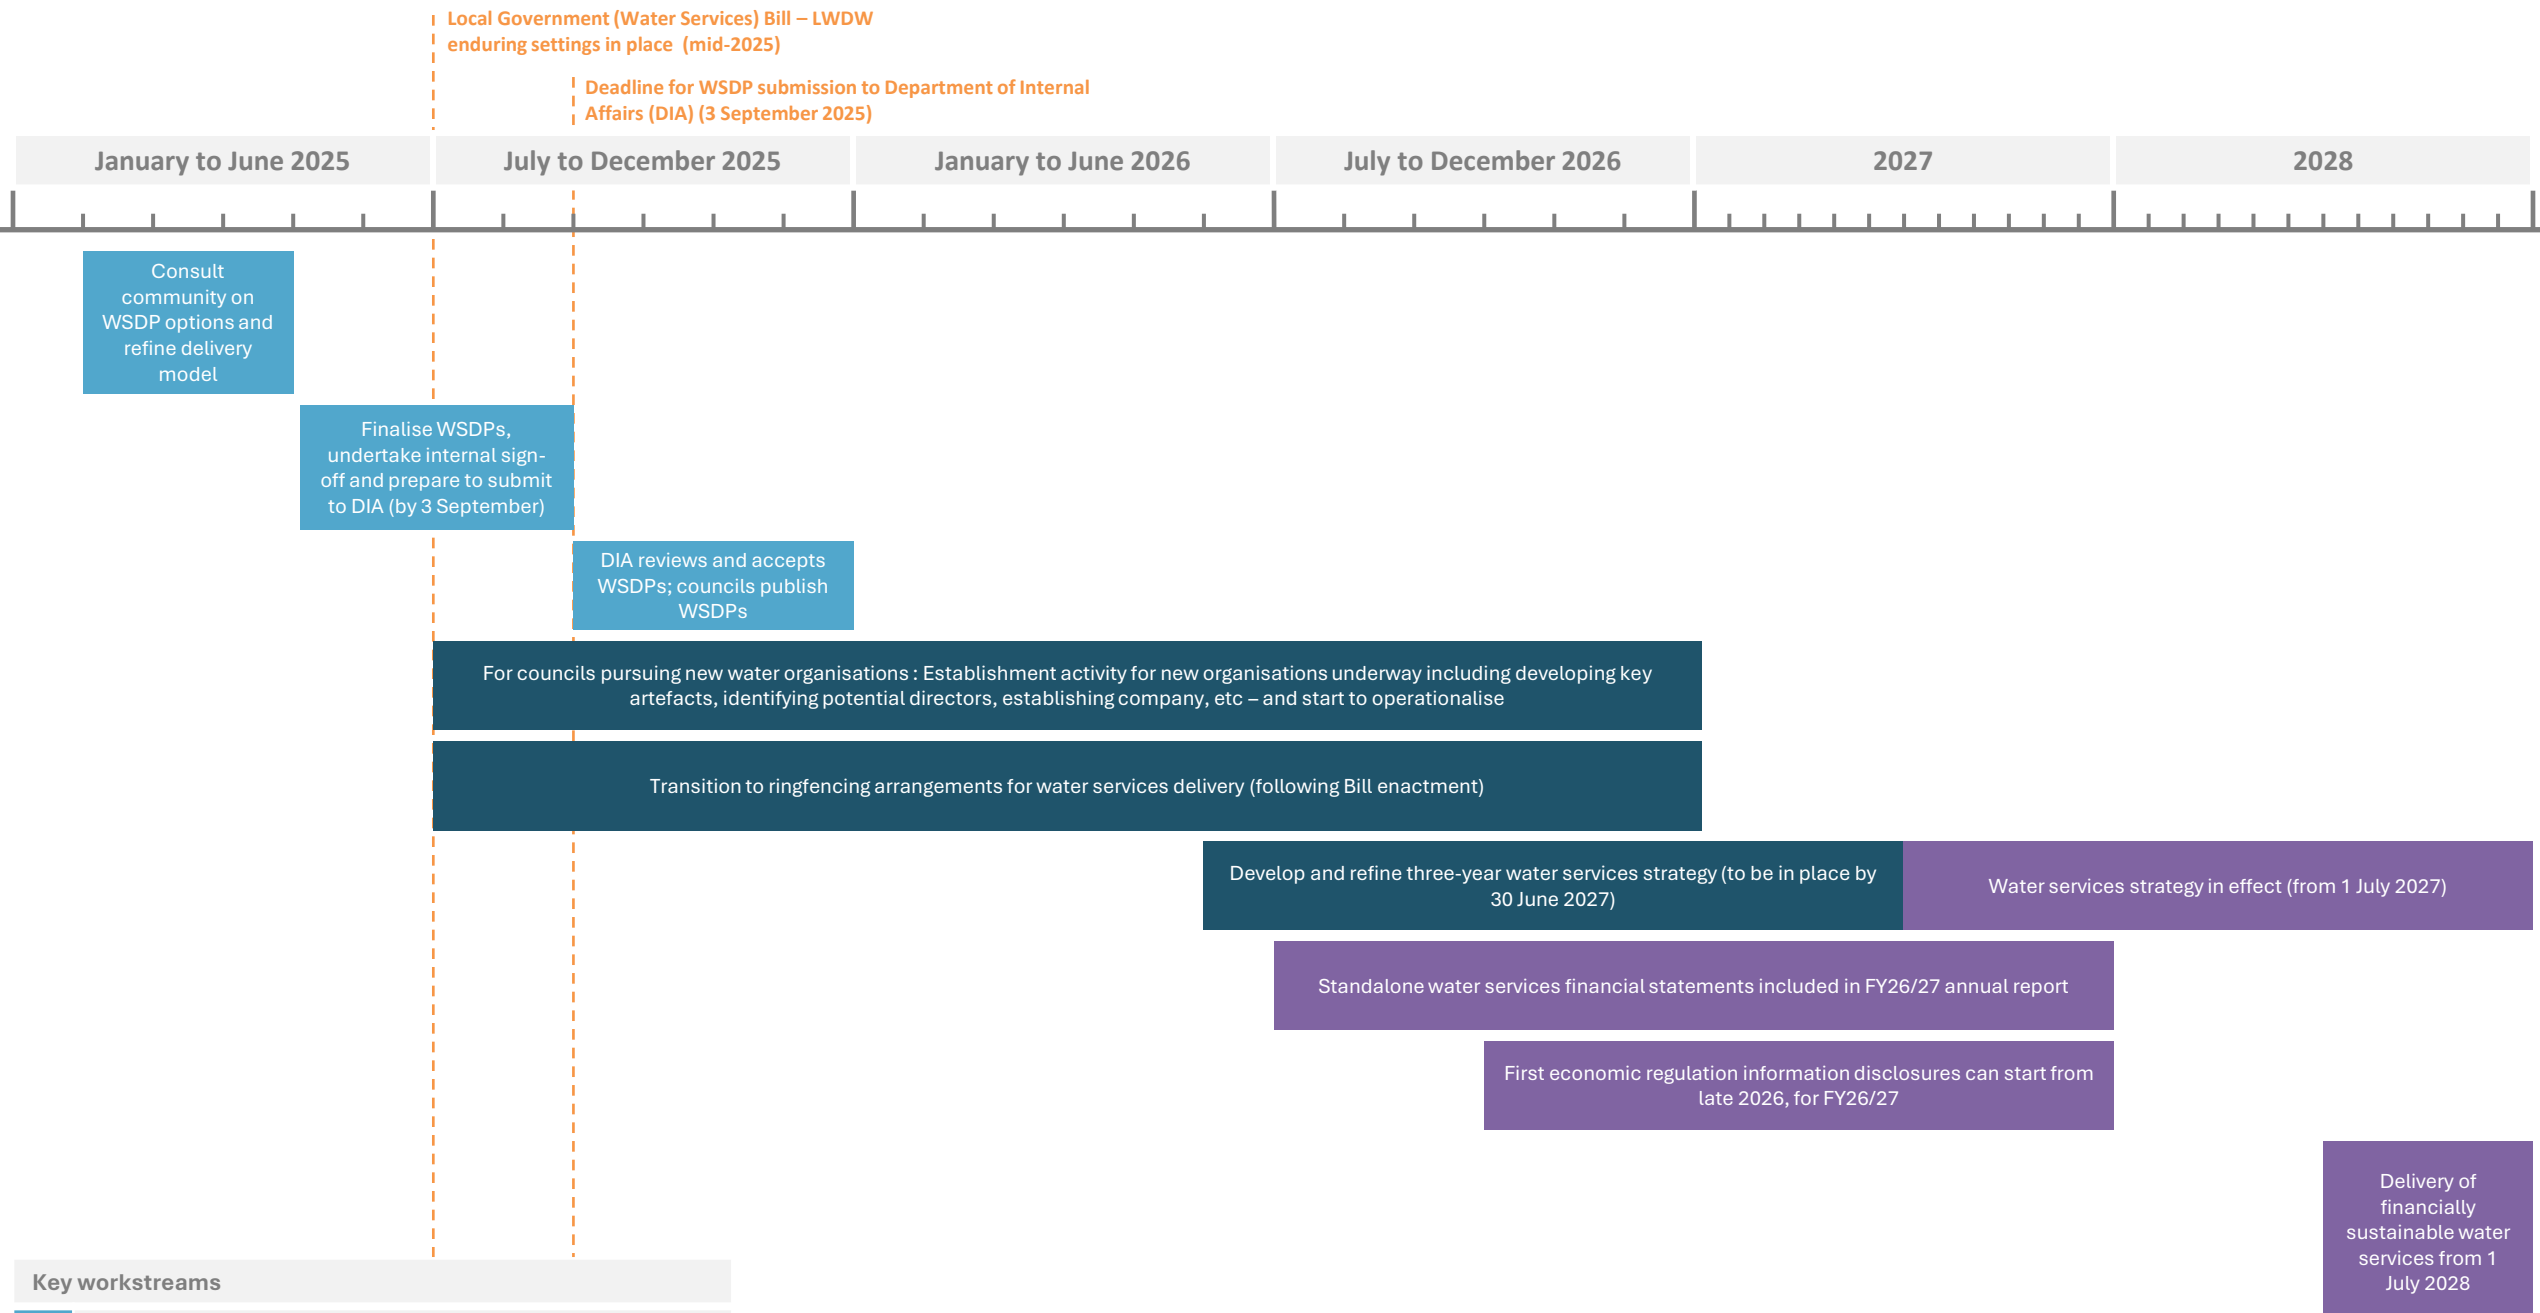 Local Government (Water Services) Bill – LWDW
enduring settings in place (mid-2025)
Deadline for WSDP submission to Department of Internal
Affairs (DIA) (3 September 2025)
January to June 2025
July to December 2025
January to June 2026
July to December 2026
2027
2028
Consult
community on
WSDP options and
refine delivery
model
Finalise WSDPs,
undertake internal sign-
off and prepare to submit
to DIA (by 3 September)
DIA reviews and accepts
WSDPs; councils publish
WSDPs
For councils pursuing new water organisations : Establishment activity for new organisations underway including developing key
artefacts, identifying potential directors, establishing company, etc – and start to operationalise
Transition to ringfencing arrangements for water services delivery (following Bill enactment)
Develop and refine three-year water services strategy (to be in place by
30 June 2027)
Water services strategy in effect (from 1 July 2027)
Standalone water services financial statements included in FY26/27 annual report
First economic regulation information disclosures can start from
late 2026, for FY26/27
Delivery of
financially
sustainable water
services from 1
July 2028
Key workstreams